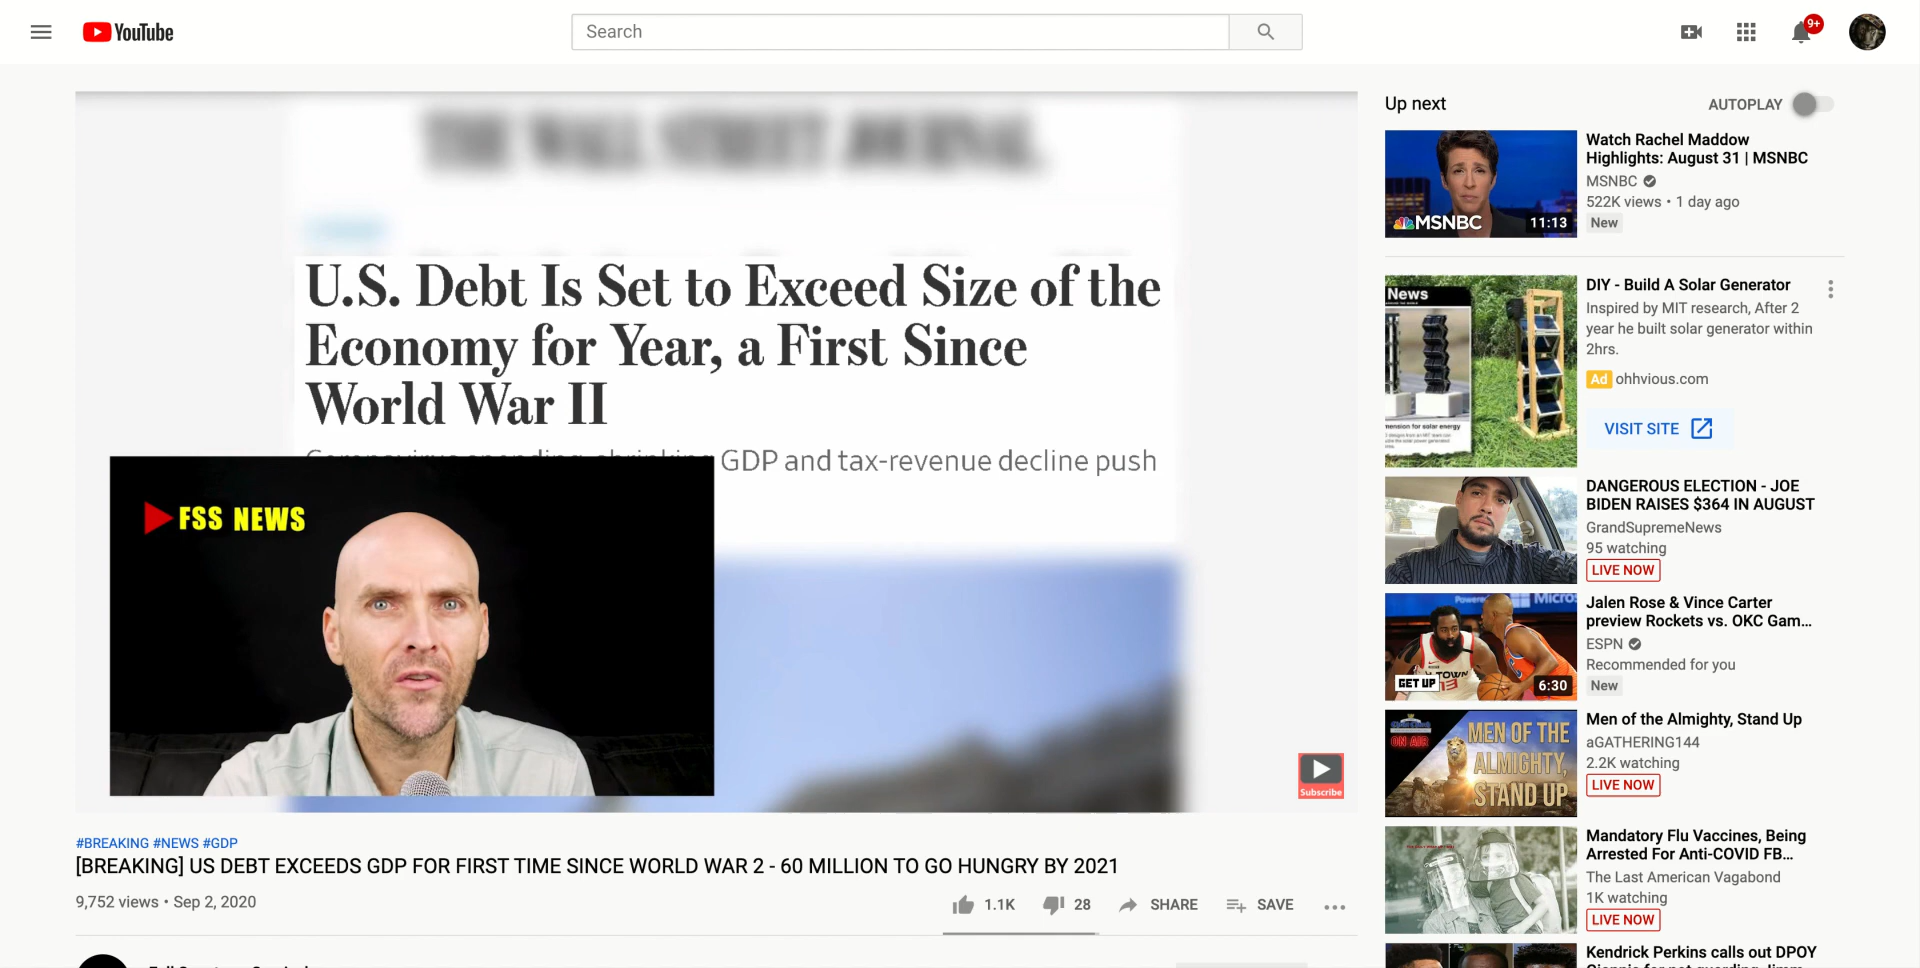 YouTube
Search
9+
THE WALL STREET JOURNAL.
U.S. Debt Is Set to Exceed Size of the
Economy for Year, a First Since
World War II
Coronavirus spending, shrinking GDP and tax-revenue decline push
FSS NEWS
Subscribe
#BREAKING #NEWS #GDP
[BREAKING] US DEBT EXCEEDS GDP FOR FIRST TIME SINCE WORLD WAR 2 - 60 MILLION TO GO HUNGRY BY 2021
9,752 views • Sep 2, 2020
1.1K
28
SHARE
SAVE
Up next
AUTOPLAY
MSNBC
11:13
Watch Rachel Maddow
Highlights: August 31 | MSNBC
MSNBC
522K views • 1 day ago
New
News
DIY - Build A Solar Generator
Inspired by MIT research, After 2
year he built solar generator within
2hrs.
Ad ohhvious.com
VISIT SITE
DANGEROUS ELECTION - JOE
BIDEN RAISES $364 IN AUGUST
GrandSupremeNews
95 watching
LIVE NOW
GET UP
6:30
Jalen Rose & Vince Carter
preview Rockets vs. OKC Gam...
ESPN
Recommended for you
New
ON AIR
MEN OF THE
ALMIGHTY,
STAND UP
Men of the Almighty, Stand Up
aGATHERING144
2.2K watching
LIVE NOW
Mandatory Flu Vaccines, Being
Arrested For Anti-COVID FB...
The Last American Vagabond
1K watching
LIVE NOW
Kendrick Perkins calls out DPOY